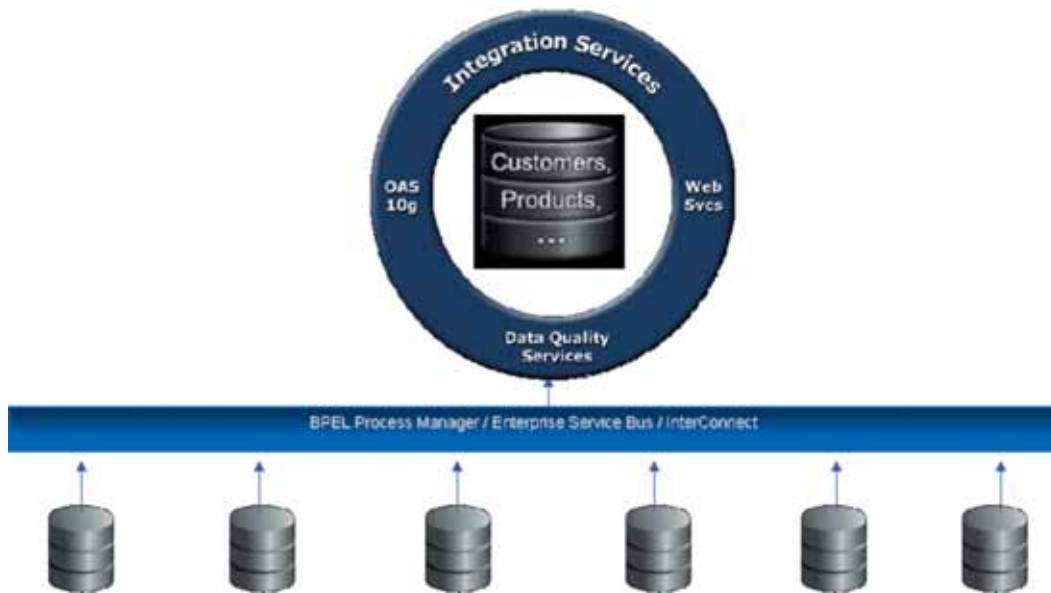 Integration Services
Customers,
Products,
...
OAS
10g
Web
Svcs
Data Quality
Services
BPEL Process Manager / Enterprise Service Bus / InterConnect